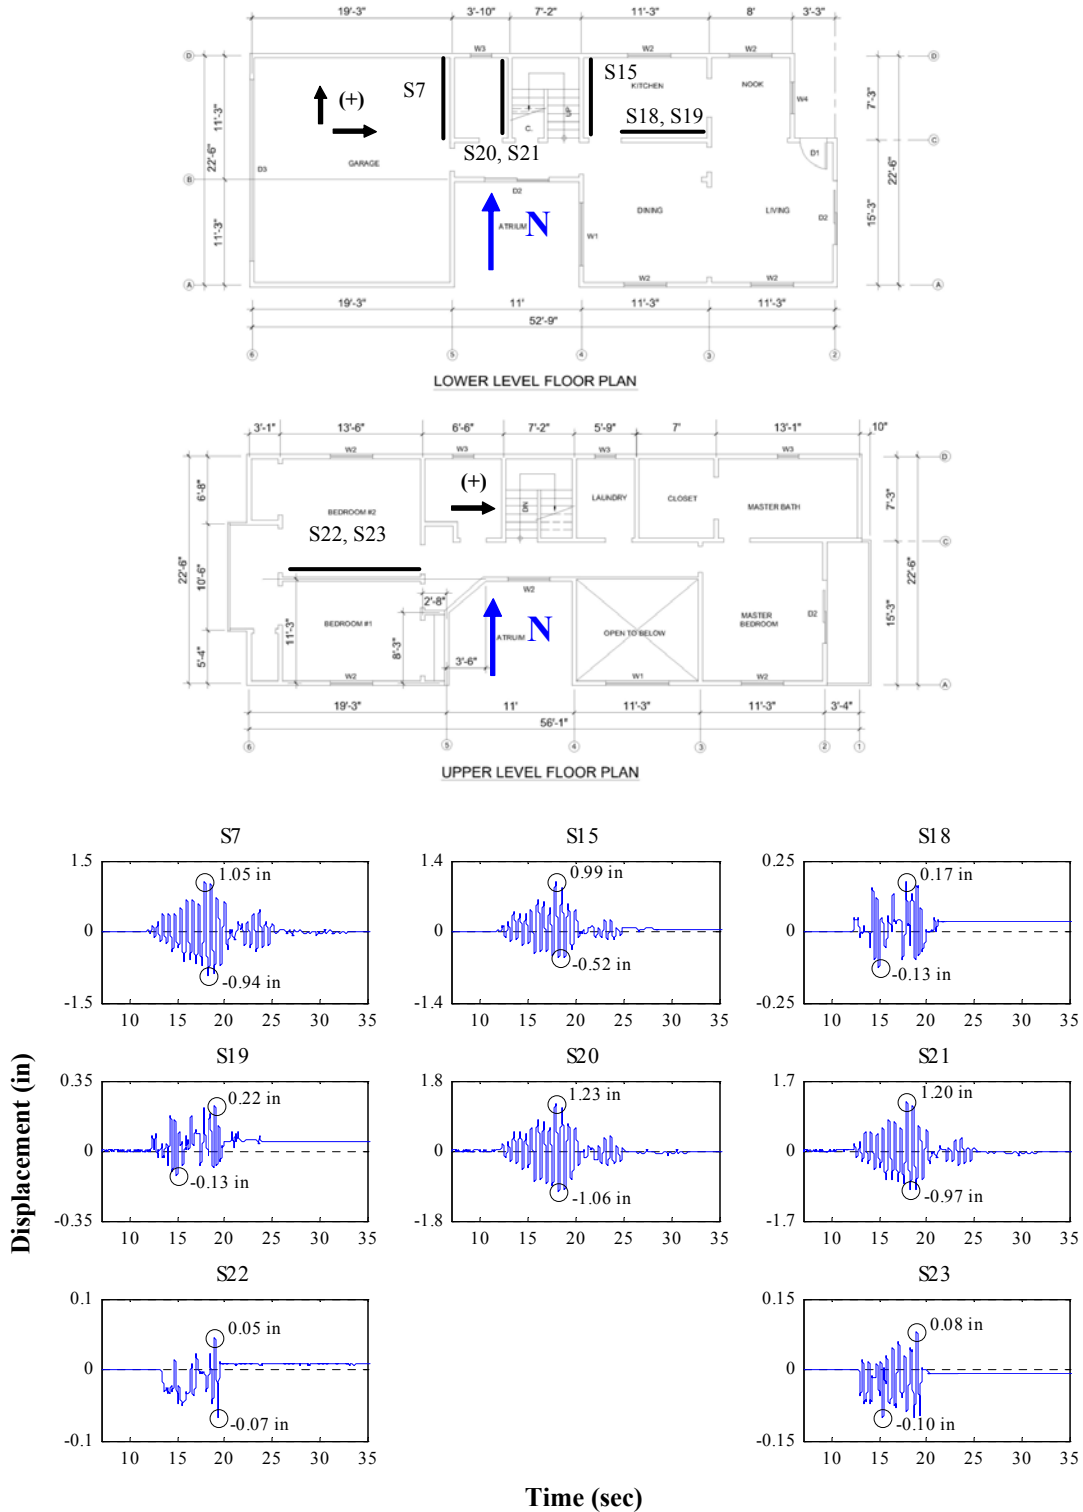 19'-3" 3'-10" 7'-2" 11'-3" 8' 3'-3"
D W3 W2 W2 D
S7 S15 KITCHEN NOOK
(+) W4
11'-3" 7'-3"
S18, S19
C. UP
S20, S21 D1 C
22'-6" GARAGE 22'-6"
B D3 D2
N DINING LIVING D2
ATRIUM W1
11'-3" 15'-3"
A W2 W2 A
19'-3" 11' 11'-3" 11'-3"
52'-9"
6 5 4 3 2
LOWER LEVEL FLOOR PLAN
3'-1" 13'-6" 6'-6" 7'-2" 5'-9" 7' 13'-1" 10"
W2 W3 W3 W3 D
6'-8" (+) 7'-3"
BEDROOM #2 DN LAUNDRY CLOSET MASTER BATH
S22, S23
C
22'-6" 10'-6" 22'-6"
W2
2'-8" N MASTER BEDROOM D2
BEDROOM #1 ATRUIM OPEN TO BELOW
11'-3" 8'-3" 15'-3"
5'-4" 3'-6"
W2 W1 W2 A
19'-3" 11' 11'-3" 11'-3" 3'-4"
56'-1"
6 5 4 3 2 1
UPPER LEVEL FLOOR PLAN
S7 S15 S18
1.5 1.4 0.25
1.05 in 0.99 in 0.17 in
0 0 0
-0.94 in -0.52 in -0.13 in
-1.5 -1.4 -0.25
10 15 20 25 30 35 10 15 20 25 30 35 10 15 20 25 30 35
S19 S20 S21
0.35 1.8 1.7
0.22 in 1.23 in 1.20 in
0 0 0
-0.13 in -1.06 in -0.97 in
-0.35 -1.8 -1.7
10 15 20 25 30 35 10 15 20 25 30 35 10 15 20 25 30 35
S22 S23
0.1 0.15
0.05 in 0.08 in
0 0
-0.07 in -0.10 in
-0.1 -0.15
10 15 20 25 30 35 10 15 20 25 30 35
Displacement (in)
Time (sec)